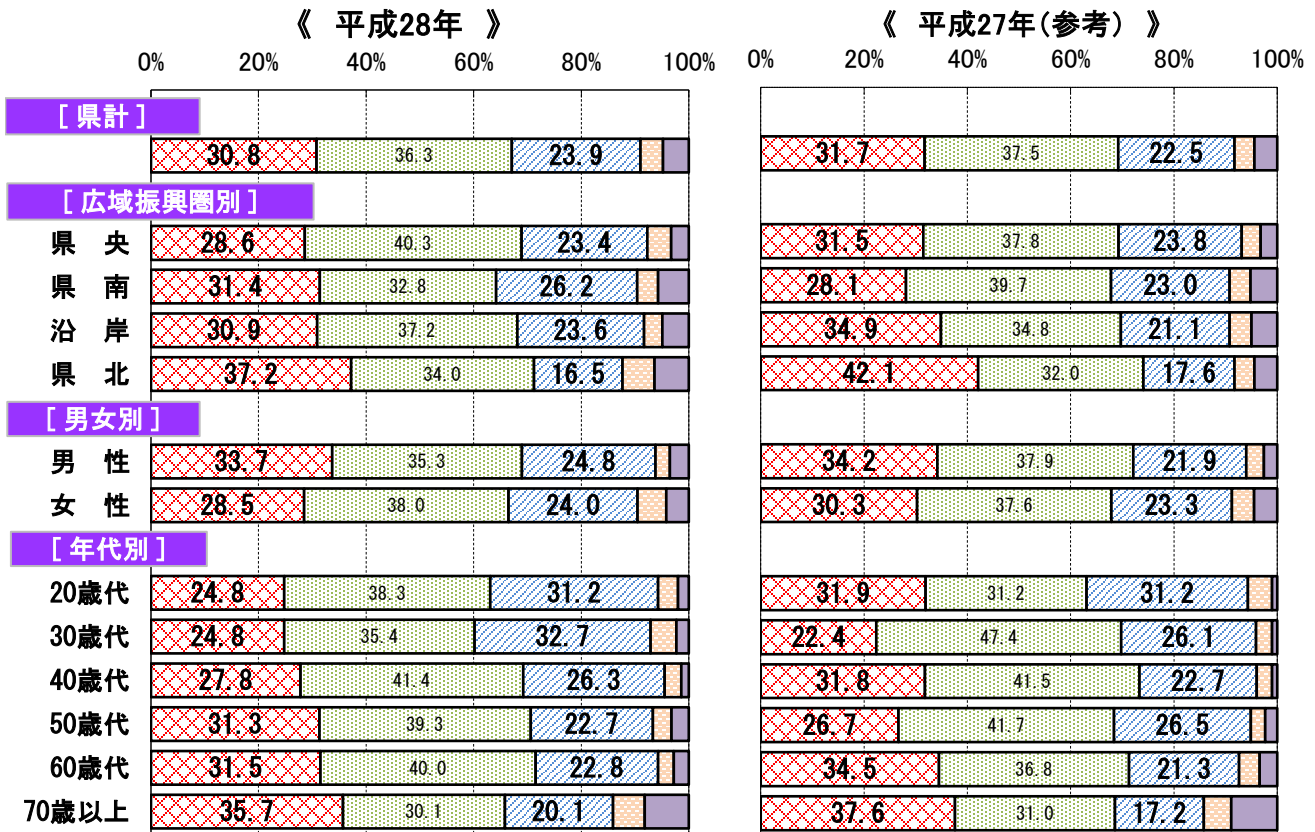 《 平成28年 》 《 平成27年(参考) 》
0% 20% 40% 60% 80% 100% 0% 20% 40% 60% 80% 100%
[ 県計 ]
30.8 36.3 23.9 31.7 37.5 22.5
[ 広域振興圏別 ]
県 央 28.6 40.3 23.4 31.5 37.8 23.8
県 南 31.4 32.8 26.2 28.1 39.7 23.0
沿 岸 30.9 37.2 23.6 34.9 34.8 21.1
県 北 37.2 34.0 16.5 42.1 32.0 17.6
[ 男女別 ]
男 性 33.7 35.3 24.8 34.2 37.9 21.9
女 性 28.5 38.0 24.0 30.3 37.6 23.3
[ 年代別 ]
20歳代 24.8 38.3 31.2 31.9 31.2 31.2
30歳代 24.8 35.4 32.7 22.4 47.4 26.1
40歳代 27.8 41.4 26.3 31.8 41.5 22.7
50歳代 31.3 39.3 22.7 26.7 41.7 26.5
60歳代 31.5 40.0 22.8 34.5 36.8 21.3
70歳以上 35.7 30.1 20.1 37.6 31.0 17.2